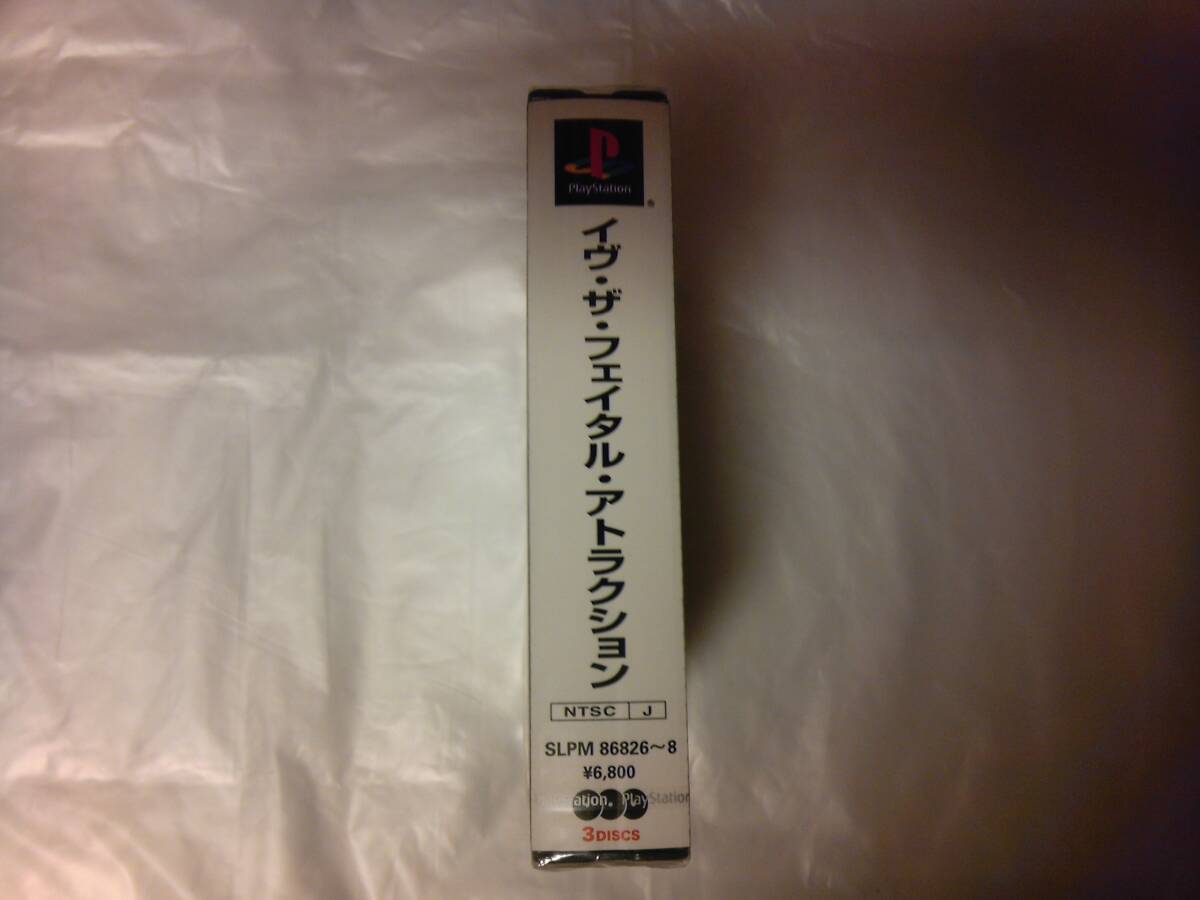 PlayStation
®
イヴ・ザ・フェイタル・アトラクション
NTSC J
SLPM 86826～8
¥6,800
ation. PlayStation
3DISCS